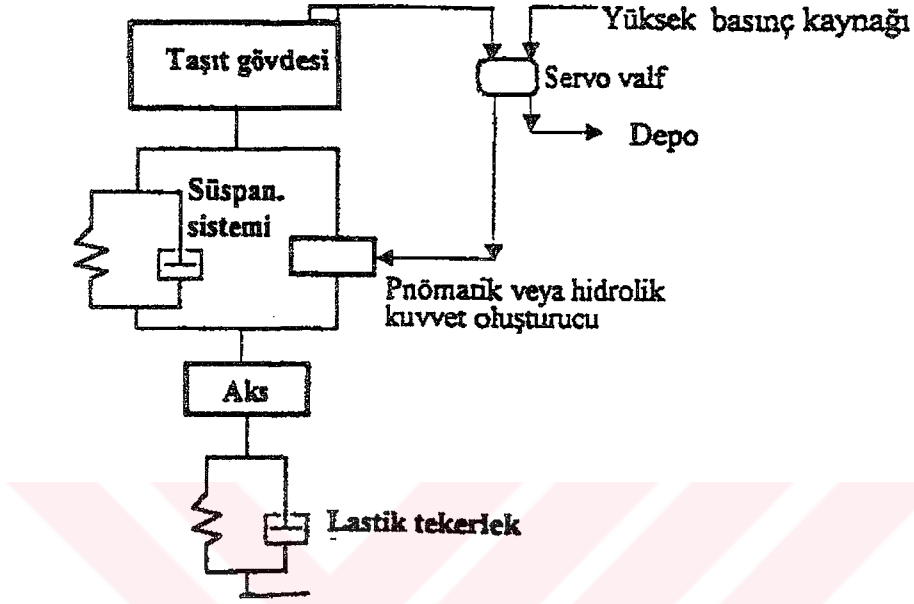 Yüksek basınç kaynağı
Taşıt gövdesi
Servo valf
Depo
Süspan.
sistemi
Pnömatik veya hidrolik
kuvvet oluşturucu
Aks
Lastik tekerlek